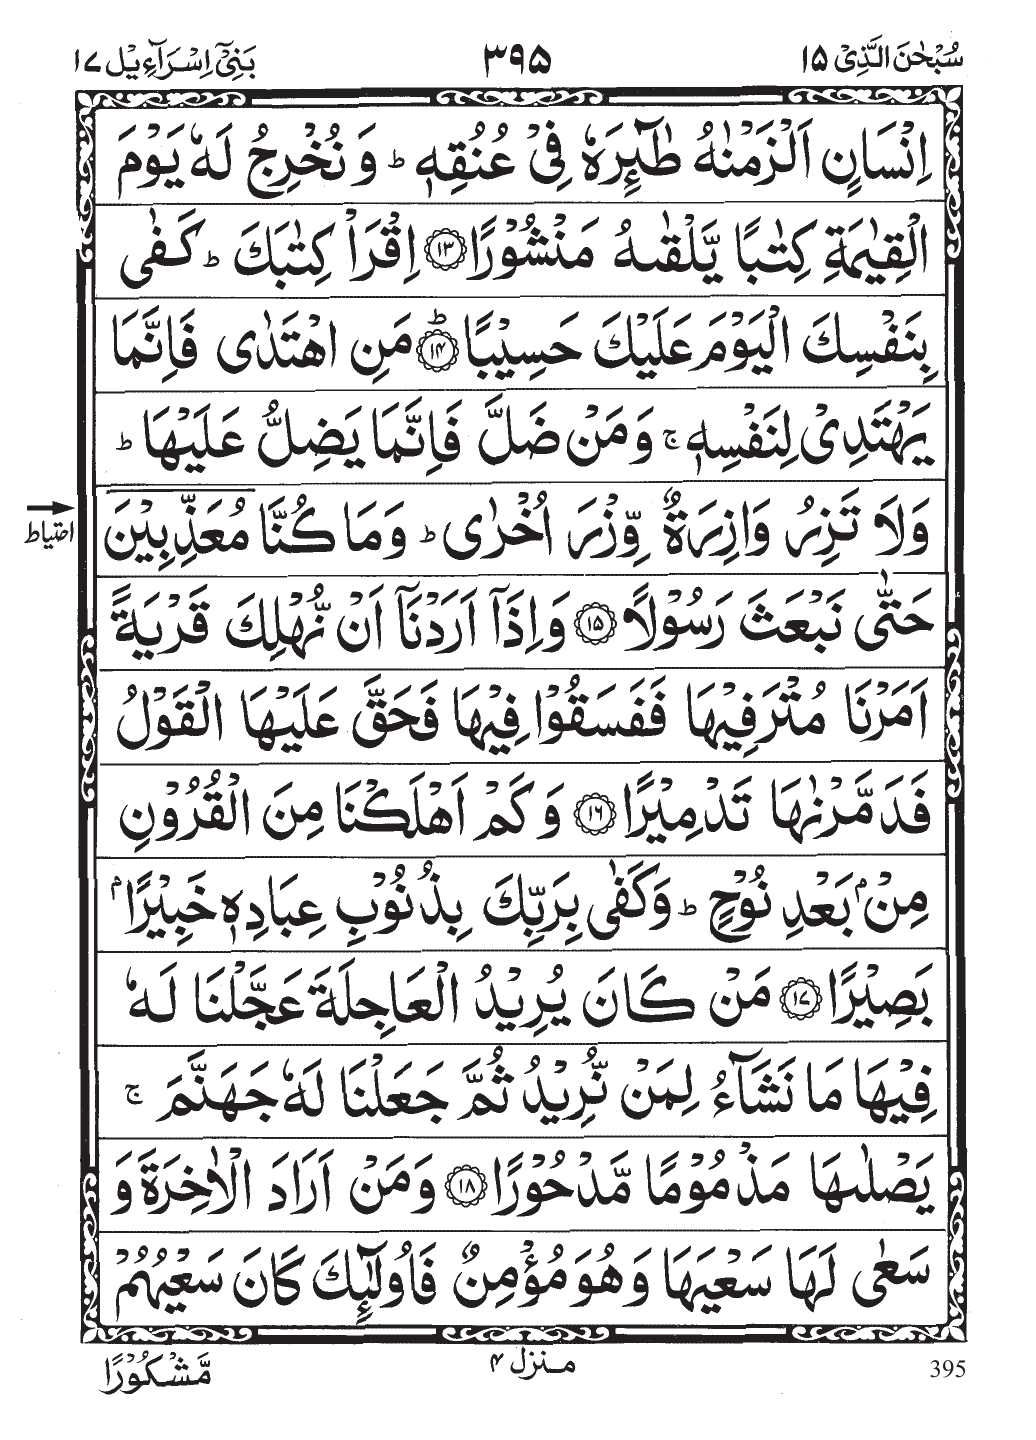 سُبْحٰنَ الَّذِیْ ۱۵ ۳۹۵ بَنِیْۤ اِسْرَآءِیْل ۱۷
اِنْسَانٍ اَلْزَمْنٰهُ طٰٓئِرَهٗ فِیْ عُنُقِهٖ ؕ وَ نُخْرِجُ لَهٗ یَوْمَ
الْقِیٰمَةِ كِتٰبًا یَّلْقٰىهُ مَنْشُوْرًا ﴿۱۳﴾ اِقْرَاْ كِتٰبَكَ ؕ كَفٰی
بِنَفْسِكَ الْیَوْمَ عَلَیْكَ حَسِیْبًا ﴿ؕ۱۴﴾ مَنِ اهْتَدٰی فَاِنَّمَا
یَهْتَدِیْ لِنَفْسِهٖ ۚ وَ مَنْ ضَلَّ فَاِنَّمَا یَضِلُّ عَلَیْهَا ؕ
وَلَا تَزِرُ وَازِرَةٌ وِّزْرَ اُخْرٰی ؕ وَمَا كُنَّا مُعَذِّبِیْنَ
احتیاط
حَتّٰی نَبْعَثَ رَسُوْلًا ﴿۱۵﴾ وَاِذَاۤ اَرَدْنَاۤ اَنْ نُّهْلِكَ قَرْیَةً
اَمَرْنَا مُتْرَفِیْهَا فَفَسَقُوْا فِیْهَا فَحَقَّ عَلَیْهَا الْقَوْلُ
فَدَمَّرْنٰهَا تَدْمِیْرًا ﴿۱۶﴾ وَ كَمْ اَهْلَكْنَا مِنَ الْقُرُوْنِ
مِنْۢ بَعْدِ نُوْحٍ ؕ وَكَفٰی بِرَبِّكَ بِذُنُوْبِ عِبَادِهٖ خَبِیْرًۢا
بَصِیْرًا ﴿۱۷﴾ مَنْ كَانَ یُرِیْدُ الْعَاجِلَةَ عَجَّلْنَا لَهٗ
فِیْهَا مَا نَشَآءُ لِمَنْ نُّرِیْدُ ثُمَّ جَعَلْنَا لَهٗ جَهَنَّمَ ۚ
یَصْلٰىهَا مَذْمُوْمًا مَّدْحُوْرًا ﴿۱۸﴾ وَمَنْ اَرَادَ الْاٰخِرَةَ وَ
سَعٰی لَهَا سَعْیَهَا وَهُوَ مُؤْمِنٌ فَاُولٰٓئِكَ كَانَ سَعْیُهُمْ
395 منزل ۴ مَّشْكُوْرًا